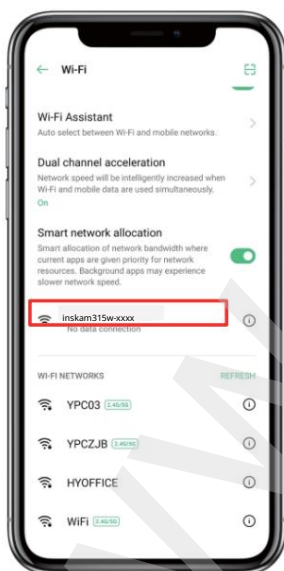 Wi-Fi
Wi-Fi Assistant
Auto select between Wi-Fi and mobile networks.
Dual channel acceleration
Network speed will be intelligently increased when
Wi-Fi and mobile data are used simultaneously.
On
Smart network allocation
Smart allocation of network bandwidth where
current apps are given priority for network
resources. Background apps may experience
slower network speed.
inskam315w-xxxx
No data connection
WI-FI NETWORKS REFRESH
YPC03 2.4G/5G
YPCZJB 2.4G/5G
HYOFFICE
WiFi 2.4G/5G